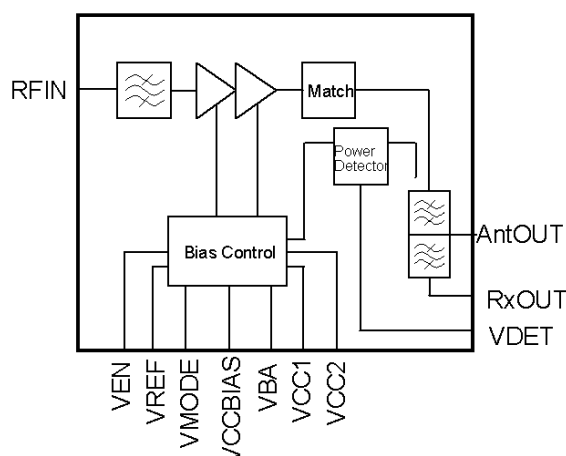 RFIN
Match
Power
Detector
Bias Control
AntOUT
RxOUT
VDET
VEN
VREF
VMODE
VCCBIAS
VBA
VCC1
VCC2